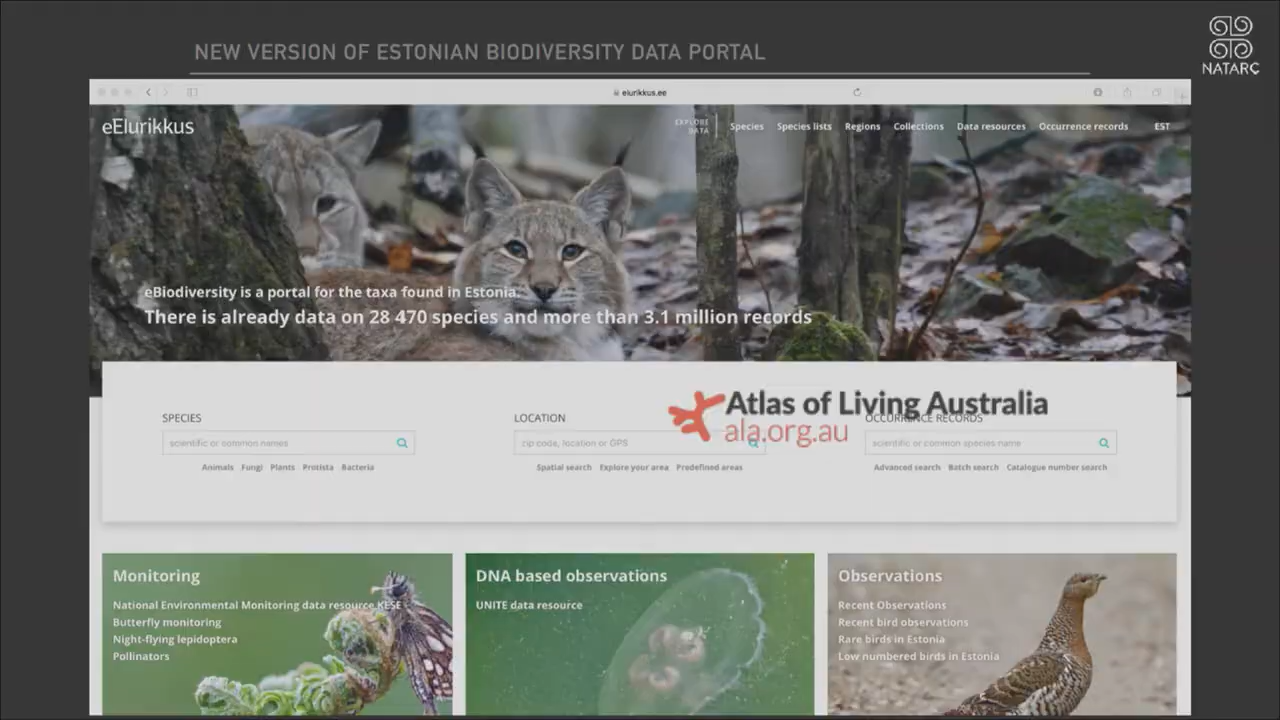 NEW VERSION OF ESTONIAN BIODIVERSITY DATA PORTAL
NATARC
elurikkus.ee
eElurikkus
EXPLORE
DATA
Species
Species lists
Regions
Collections
Data resources
Occurrence records
EST
eBiodiversity is a portal for the taxa found in Estonia.
There is already data on 28 470 species and more than 3.1 million records
Atlas of Living Australia
ala.org.au
SPECIES
scientific or common names
Animals Fungi Plants Protista Bacteria
LOCATION
zip code, location or GPS
Spatial search Explore your area Predefined areas
OCCURRENCE RECORDS
scientific or common species name
Advanced search Batch search Catalogue number search
Monitoring
National Environmental Monitoring data resource KESE
Butterfly monitoring
Night-flying lepidoptera
Pollinators
DNA based observations
UNITE data resource
Observations
Recent Observations
Recent bird observations
Rare birds in Estonia
Low numbered birds in Estonia